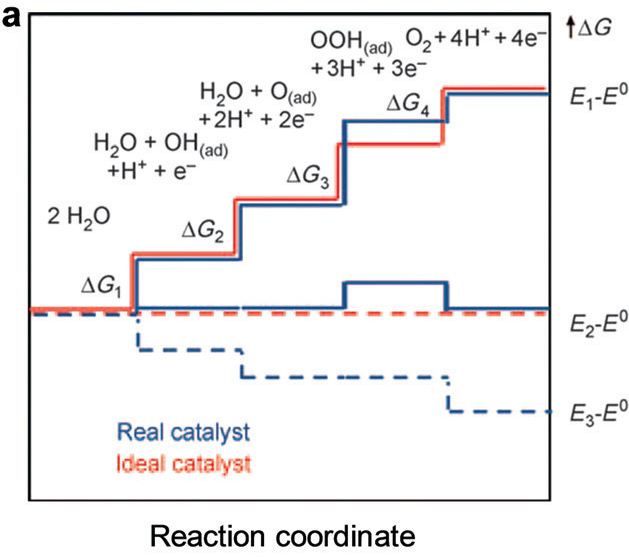 a
↑ΔG
OOH(ad) O₂+4H⁺+4e⁻
+3H⁺+3e⁻
H₂O + O(ad)
+2H⁺+2e⁻
H₂O + OH(ad)
+H⁺ + e⁻
2 H₂O
ΔG₁
ΔG₂
ΔG₃
ΔG₄
E₁-E⁰
E₂-E⁰
E₃-E⁰
Real catalyst
Ideal catalyst
Reaction coordinate